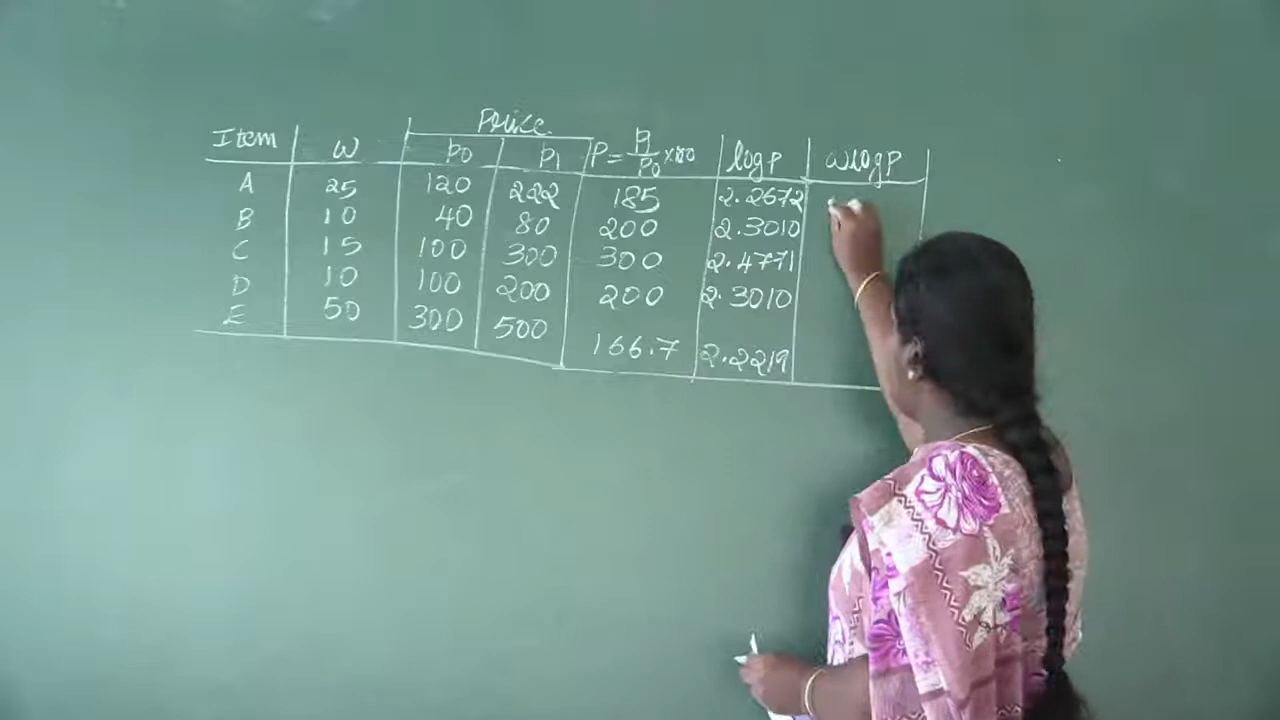 Price
Item W P0 P1 P = P1/P0 × 100 logP wlogP
A 25 120 222 185 2.2672
B 10 40 80 200 2.3010
C 15 100 300 300 2.4771
D 10 100 200 200 2.3010
E 50 300 500 166.7 2.2219